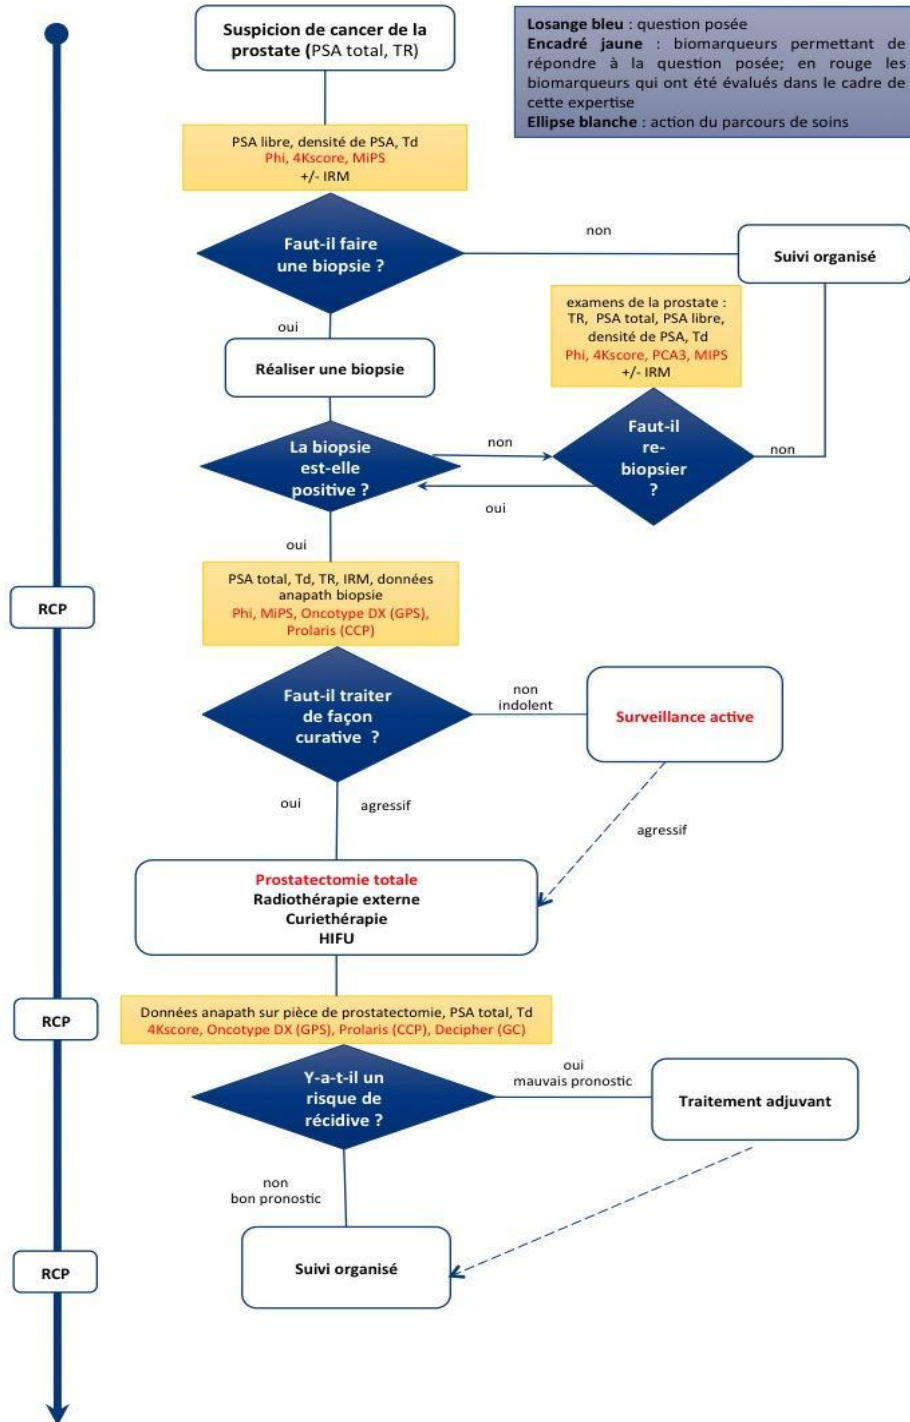 Suspicion de cancer de la
prostate (PSA total, TR)
Losange bleu : question posée
Encadré jaune : biomarqueurs permettant de
répondre à la question posée; en rouge les
biomarqueurs qui ont été évalués dans le cadre de
cette expertise
Ellipse blanche : action du parcours de soins
PSA libre, densité de PSA, Td
Phi, 4Kscore, MiPS
+/- IRM
Faut-il faire
une biopsie ?
non
Suivi organisé
oui
examens de la prostate :
TR, PSA total, PSA libre,
densité de PSA, Td
Phi, 4Kscore, PCA3, MIPS
+/- IRM
Réaliser une biopsie
La biopsie
est-elle
positive ?
non
Faut-il
re-
biopsier
?
non
oui
oui
PSA total, Td, TR, IRM, données
anapath biopsie
Phi, MiPS, Oncotype DX (GPS),
Prolaris (CCP)
RCP
Faut-il traiter
de façon
curative ?
non
indolent
Surveillance active
oui
agressif
agressif
Prostatectomie totale
Radiothérapie externe
Curiethérapie
HIFU
RCP
Données anapath sur pièce de prostatectomie, PSA total, Td
4Kscore, Oncotype DX (GPS), Prolaris (CCP), Decipher (GC)
Y-a-t-il un
risque de
récidive ?
oui
mauvais pronostic
Traitement adjuvant
non
bon pronostic
Suivi organisé
RCP